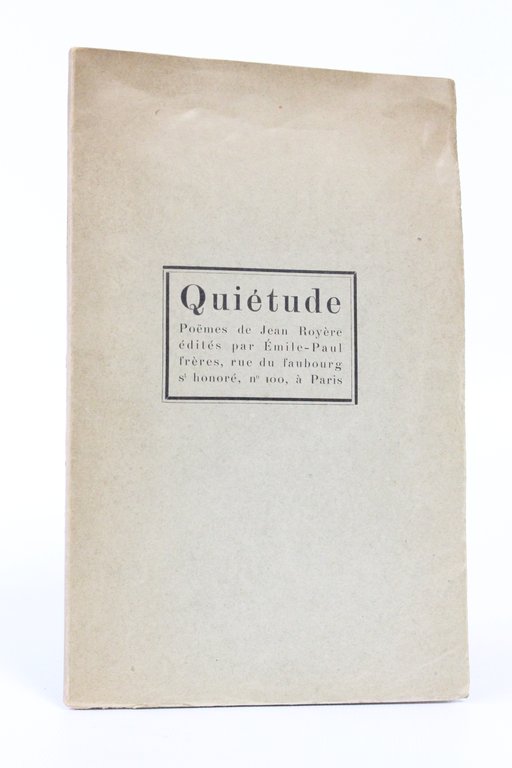 Quiétude
Poëmes de Jean Royère
édités par Émile-Paul
frères, rue du faubourg
sᵗ honoré, nº 100, à Paris